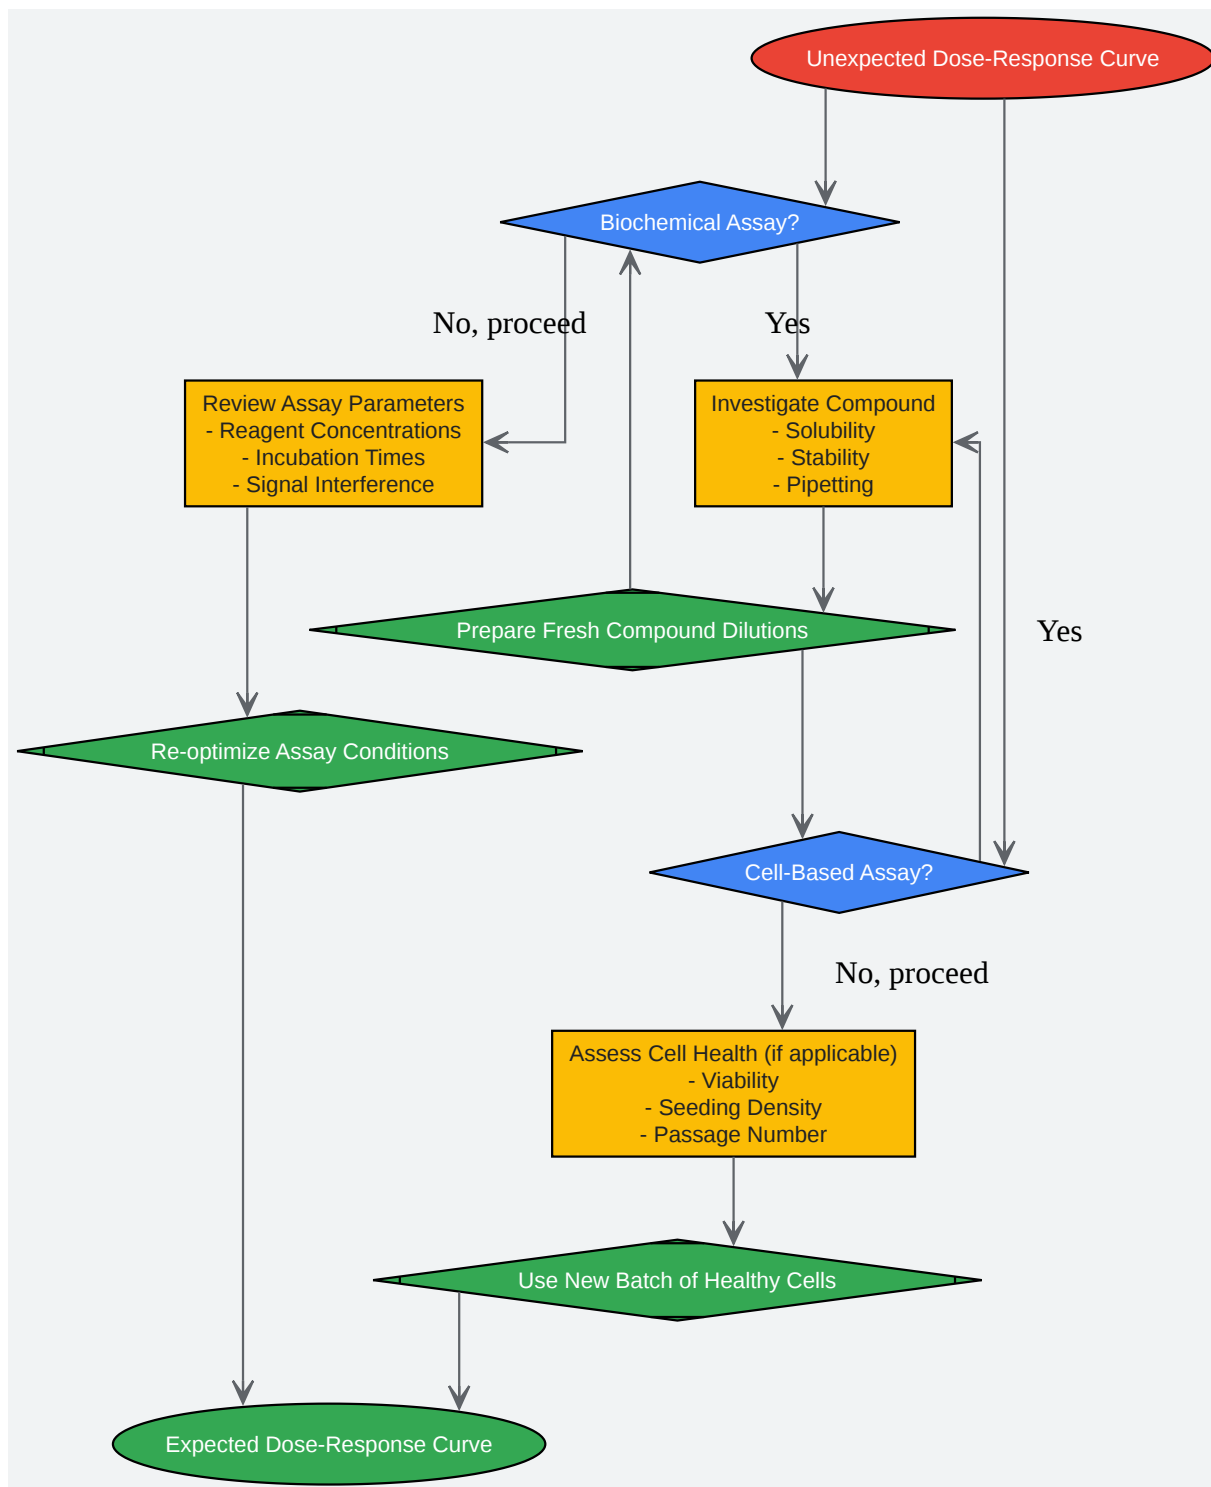 Unexpected Dose-Response Curve
Biochemical Assay?
No, proceed
Yes
Review Assay Parameters
- Reagent Concentrations
- Incubation Times
- Signal Interference
Investigate Compound
- Solubility
- Stability
- Pipetting
Prepare Fresh Compound Dilutions
Yes
Re-optimize Assay Conditions
Cell-Based Assay?
No, proceed
Assess Cell Health (if applicable)
- Viability
- Seeding Density
- Passage Number
Use New Batch of Healthy Cells
Expected Dose-Response Curve